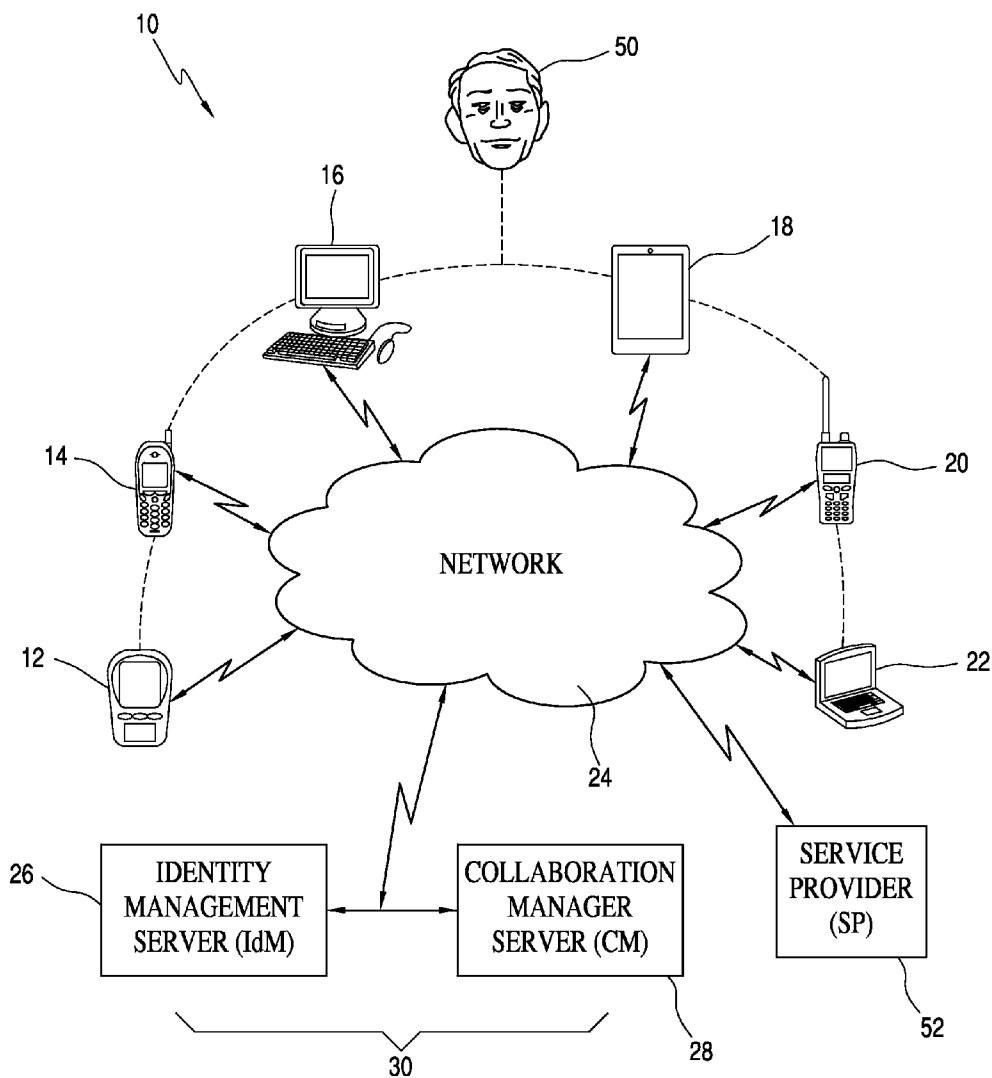 10
50
16
18
14
20
NETWORK
12
22
24
26
IDENTITY
MANAGEMENT
SERVER (IdM)
COLLABORATION
MANAGER
SERVER (CM)
SERVICE
PROVIDER
(SP)
28
52
30